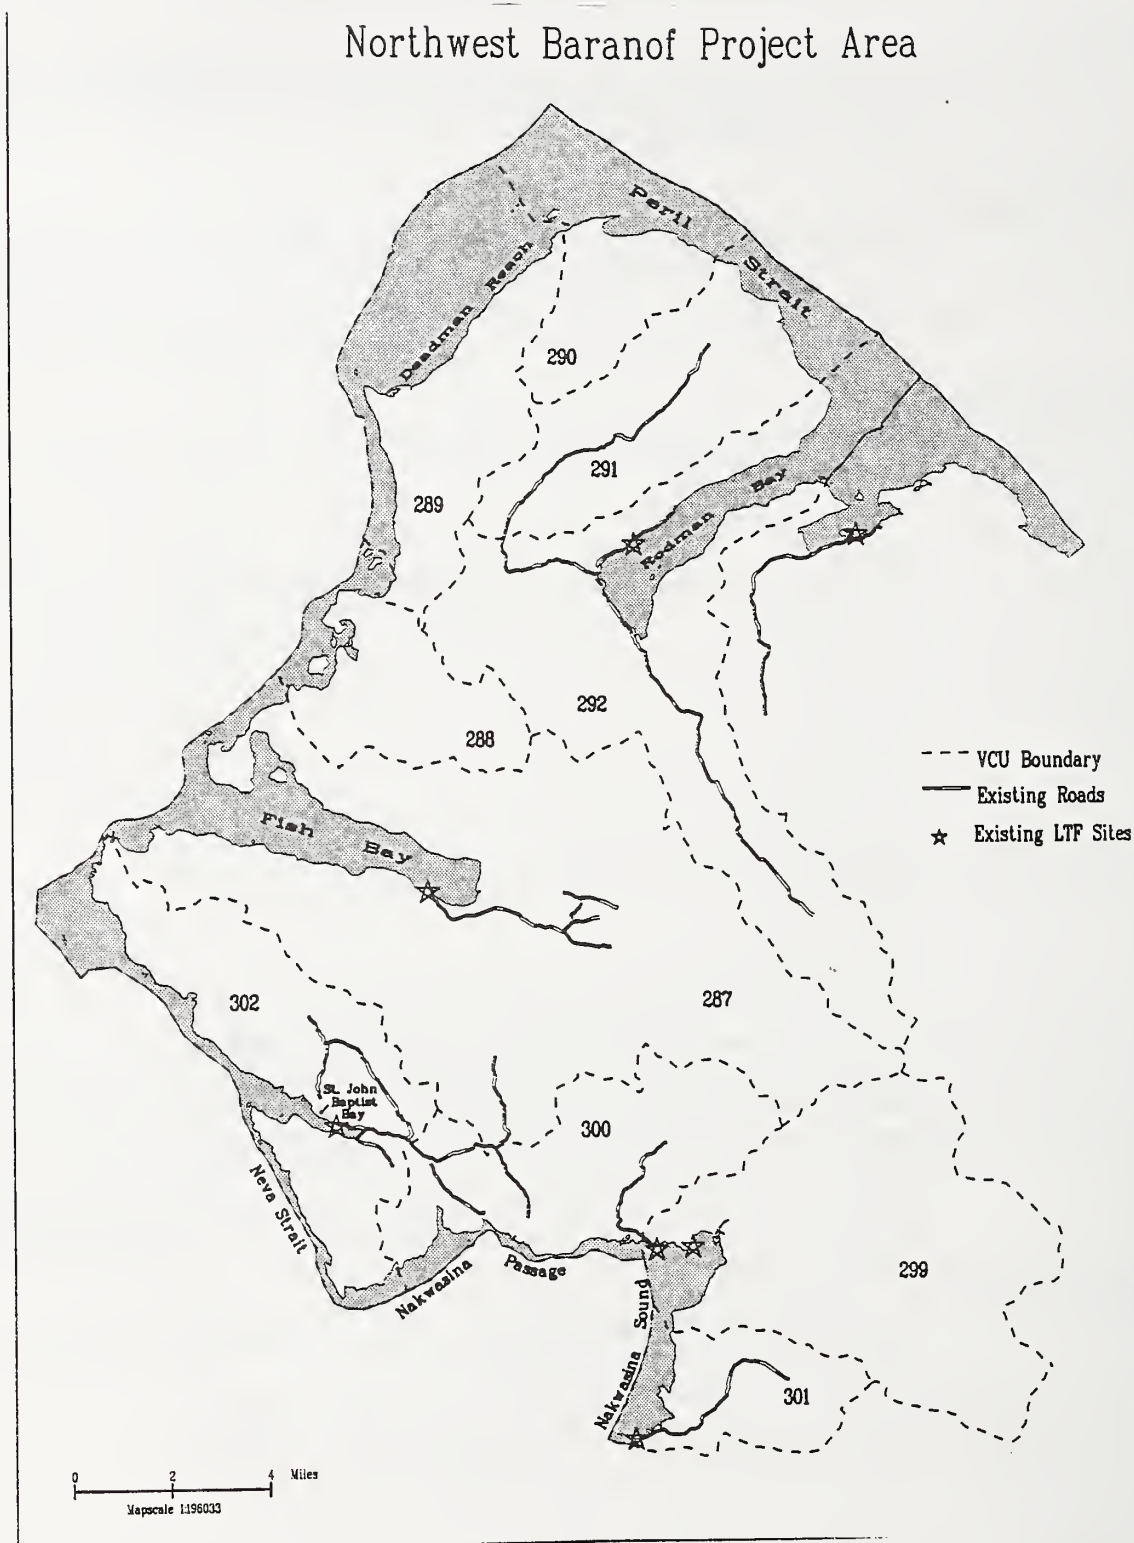 Northwest Baranof Project Area
Peril
Strait
Deadman Reach
290
291
289
Rodman Bay
292
288
VCU Boundary
Existing Roads
Existing LTF Sites
Fish
Bay
302
287
St. John
Baptist
Bay
300
Neva Strait
Nakwasina
Passage
299
Nakwasina Sound
301
0 2 4 Miles
Mapscale 1:196033